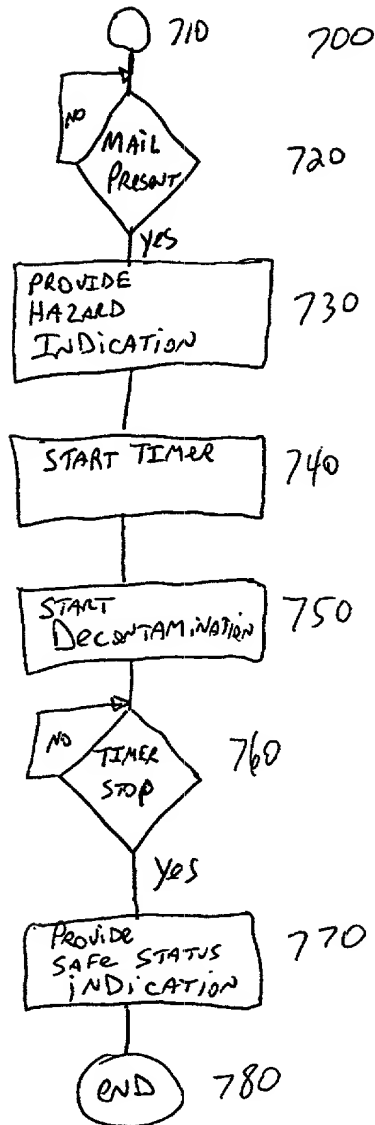 710
700
NO
MAIL
PRESENT
720
yes
PROVIDE
HAZARD
INDiCATION
730
START TIMER
740
START
DECONTAMINATION
750
NO
TIMER
STOP
760
yes
PROViDE
SAFe STATUS
iNDICATION
770
eND
780